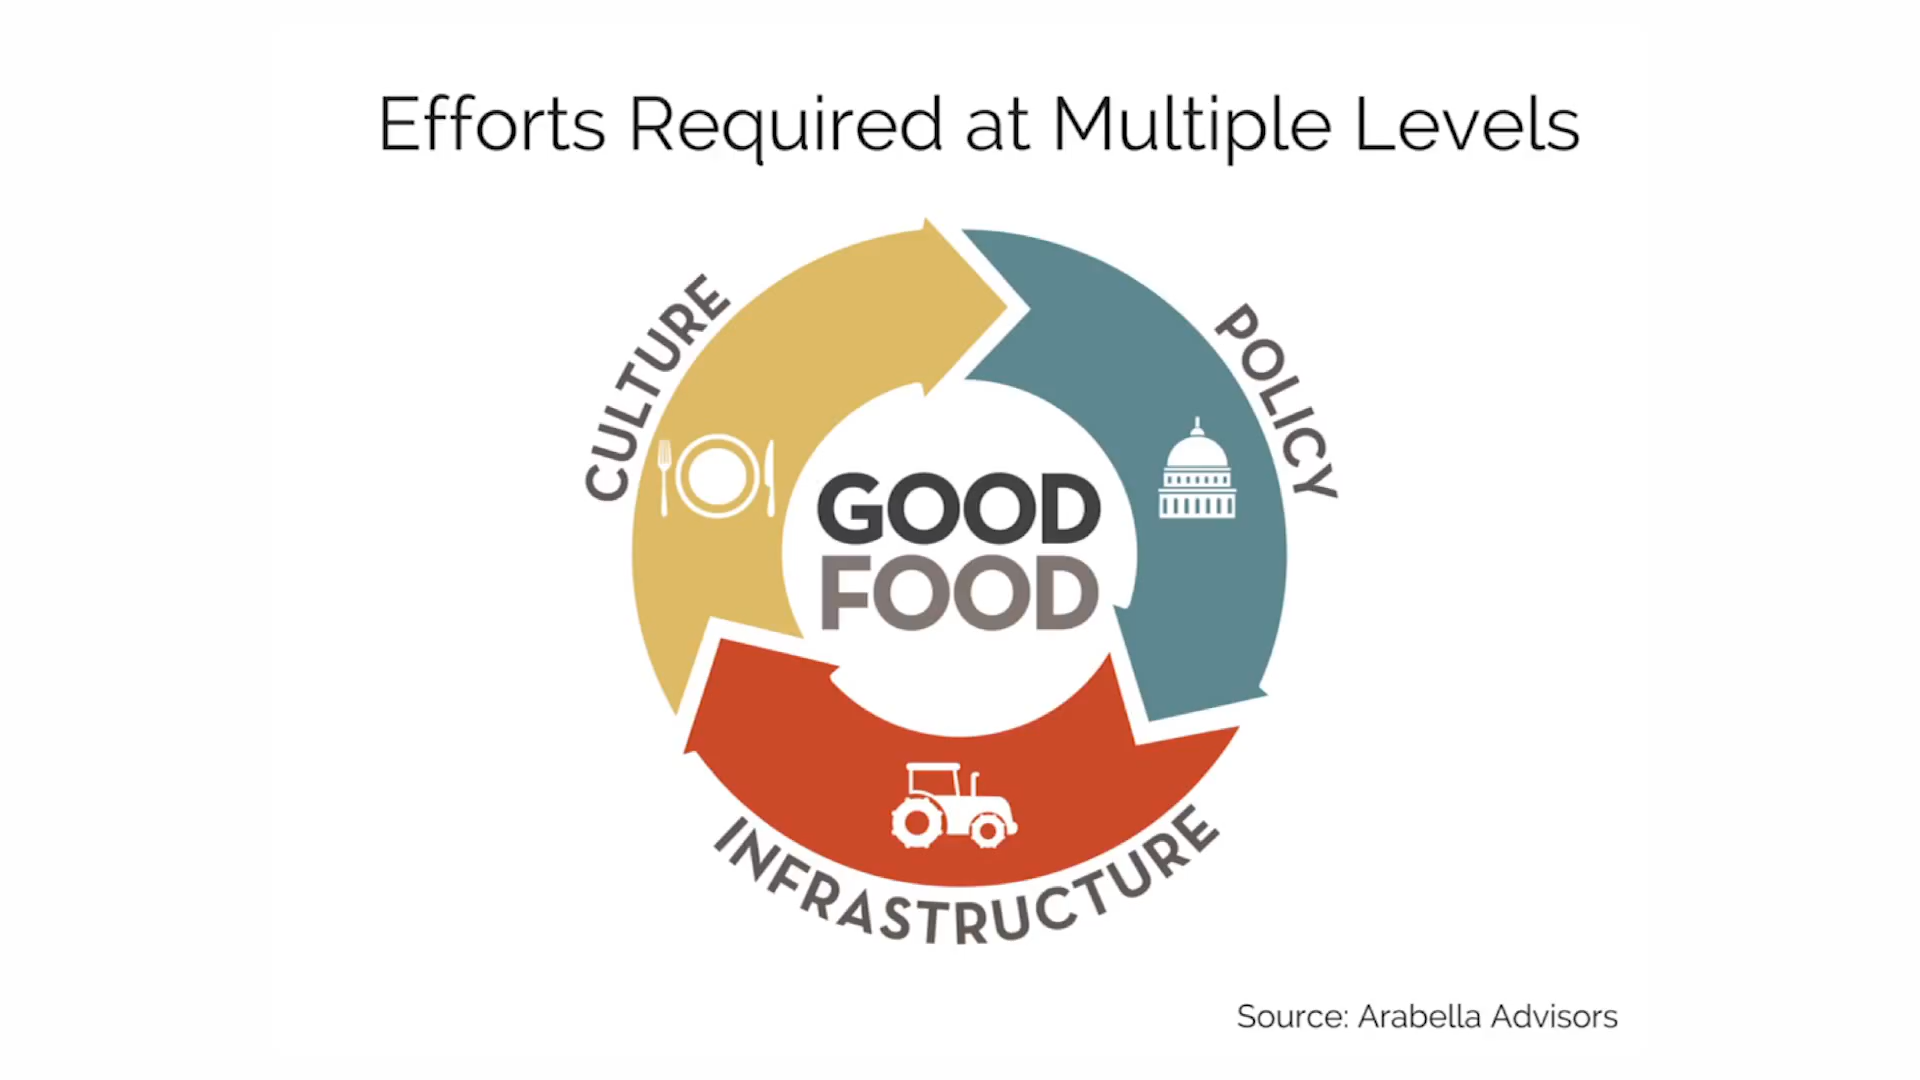 Efforts Required at Multiple Levels
CULTURE
POLICY
GOOD
FOOD
INFRASTRUCTURE
Source: Arabella Advisors